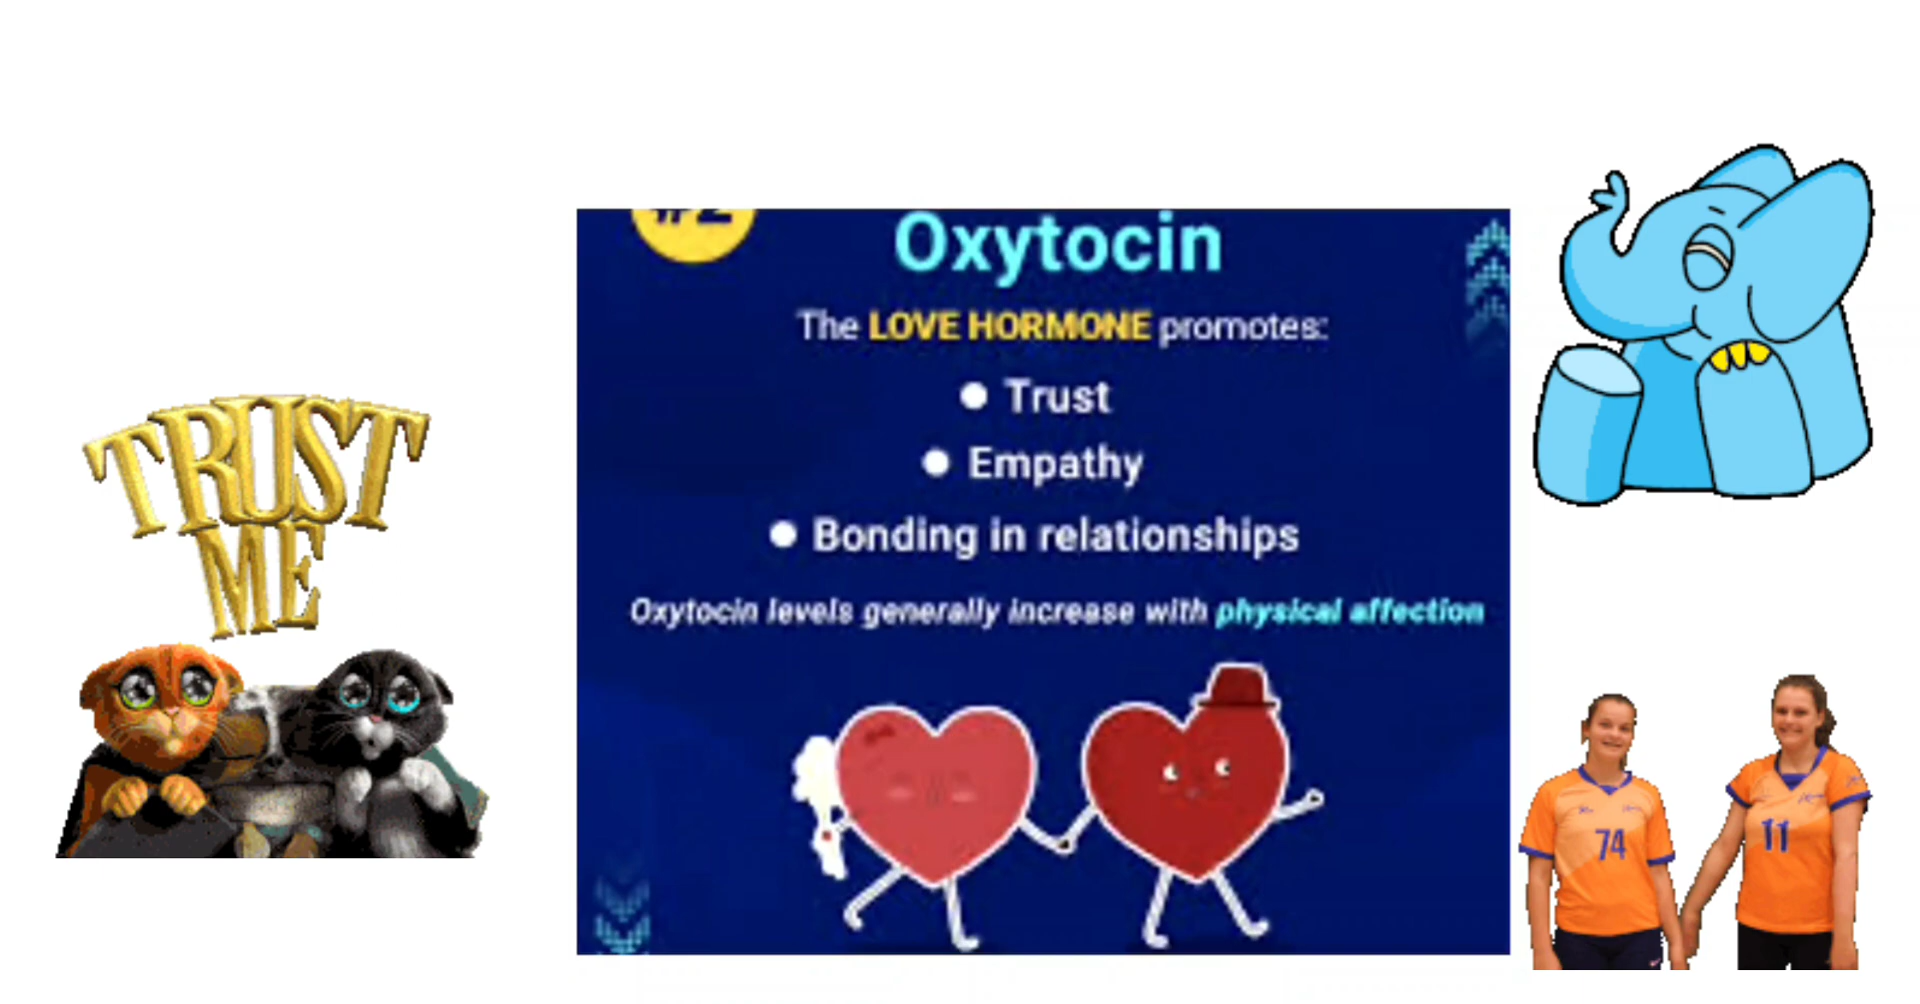 TRUST
ME
#2
Oxytocin
The LOVE HORMONE promotes:
● Trust
● Empathy
● Bonding in relationships
Oxytocin levels generally increase with physical affection
74
11